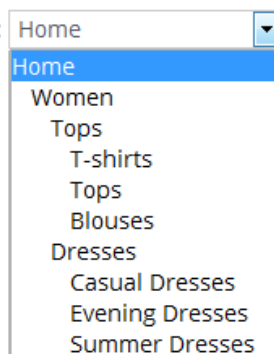 Home
Home
Women
Tops
T-shirts
Tops
Blouses
Dresses
Casual Dresses
Evening Dresses
Summer Dresses